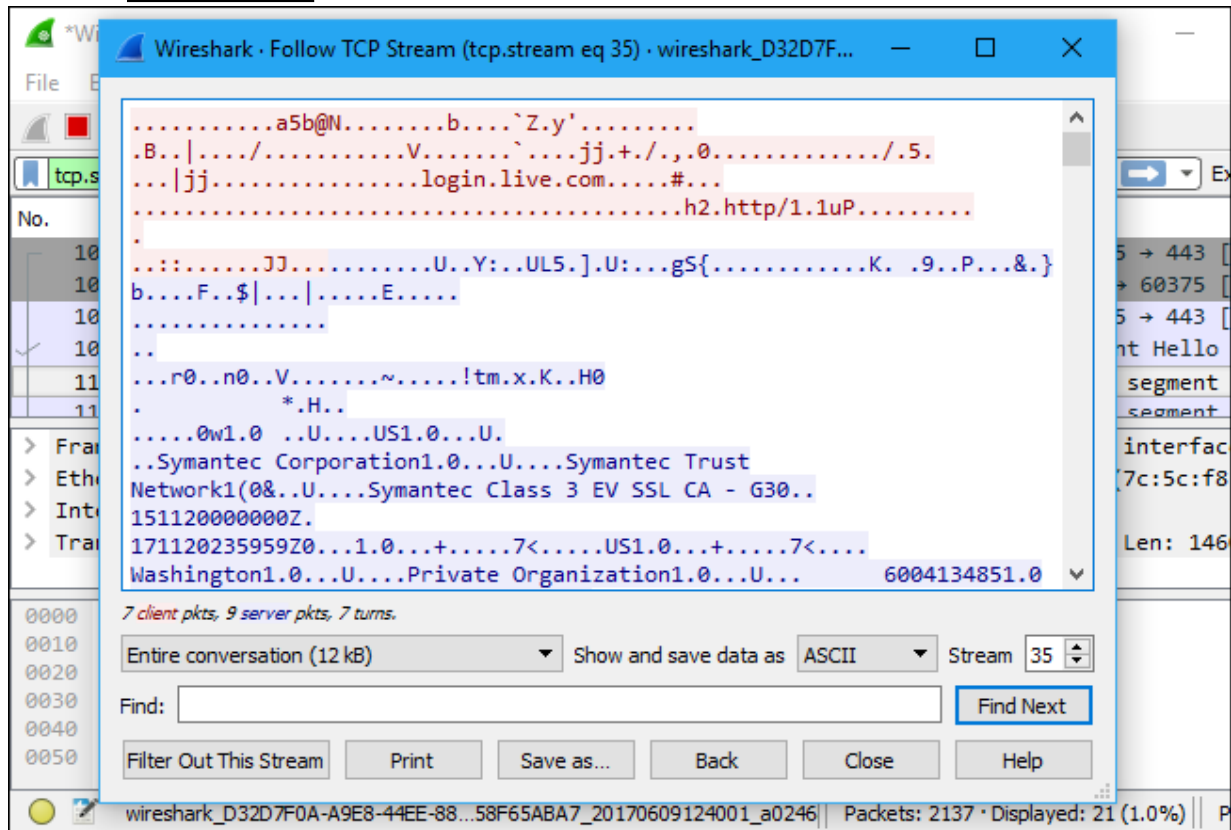 *Wi
Wireshark · Follow TCP Stream (tcp.stream eq 35) · wireshark_D32D7F...
File E
tcp.s
Ex
No.
...........a5b@N........b....`Z.y'.........
.B..|..../...........V.......`....jj.+./.,.0............./.5.
...|jj................login.live.com.....#...
..........................................h2.http/1.1uP.........
.
..::......JJ...........U..Y:..UL5.].U:...gS{............K. .9..P...&.}
b....F..$|...|.....E.....
...............
..
...r0..n0..V.......~.....!tm.x.K..H0
. *.H..
.....0w1.0 ..U....US1.0...U.
..Symantec Corporation1.0...U....Symantec Trust
Network1(0&..U....Symantec Class 3 EV SSL CA - G30..
151120000000Z.
171120235959Z0...1.0...+.....7<.....US1.0...+.....7<....
Washington1.0...U....Private Organization1.0...U... 6004134851.0
10
5 → 443 [
10
→ 60375 [
10
5 → 443 [
10
nt Hello
11
segment
11
segment
> Fra
interfac
> Eth
(7c:5c:f8
> Int
> Tra
Len: 146
0000
0010
0020
0030
0040
0050
7 client pkts, 9 server pkts, 7 turns.
Entire conversation (12 kB)
Show and save data as ASCII
Stream 35
Find:
Find Next
Filter Out This Stream
Print
Save as...
Back
Close
Help
wireshark_D32D7F0A-A9E8-44EE-88...58F65ABA7_20170609124001_a0246
Packets: 2137 · Displayed: 21 (1.0%)
P